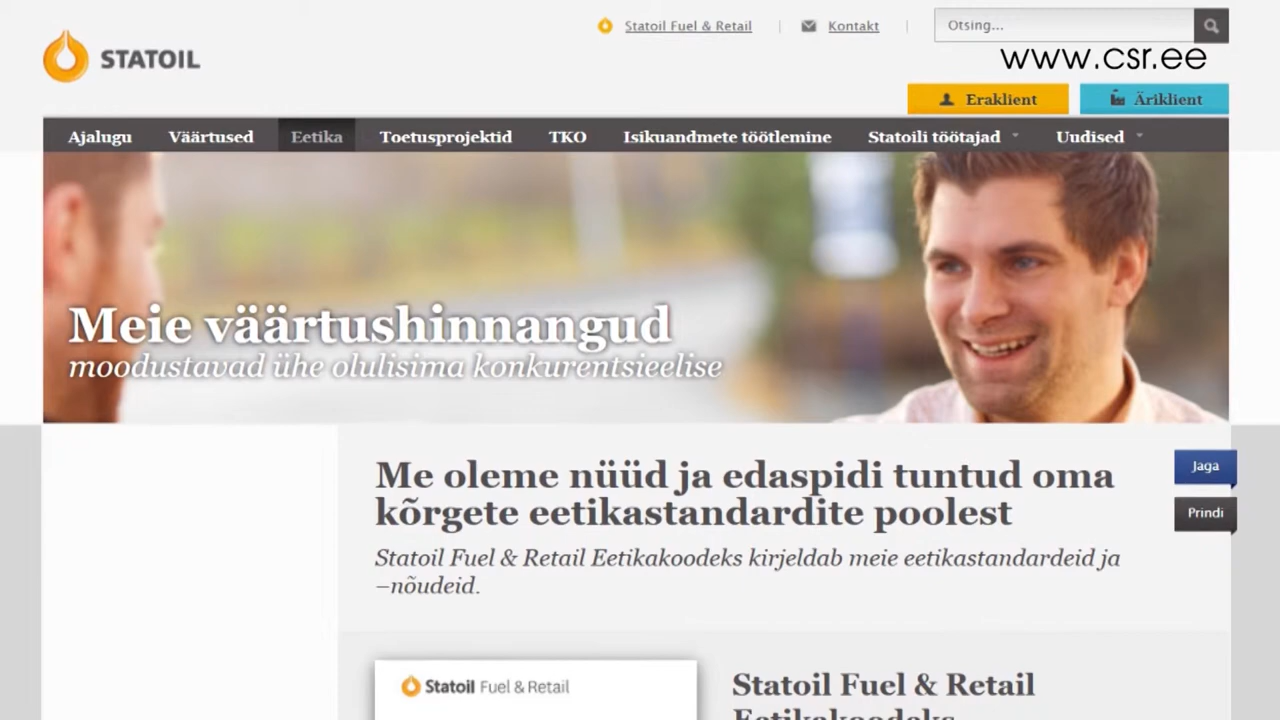 Statoil Fuel & Retail
Kontakt
Otsing...
STATOIL
www.csr.ee
Eraklient
Äriklient
Ajalugu Väärtused Eetika Toetusprojektid TKO Isikuandmete töötlemine Statoili töötajad Uudised
Meie väärtushinnangud
moodustavad ühe olulisima konkurentsieelise
Me oleme nüüd ja edaspidi tuntud oma
kõrgete eetikastandardite poolest
Jaga
Prindi
Statoil Fuel & Retail Eetikakoodeks kirjeldab meie eetikastandardeid ja
–nõudeid.
Statoil Fuel & Retail
Statoil Fuel & Retail
Eetikakoodeks